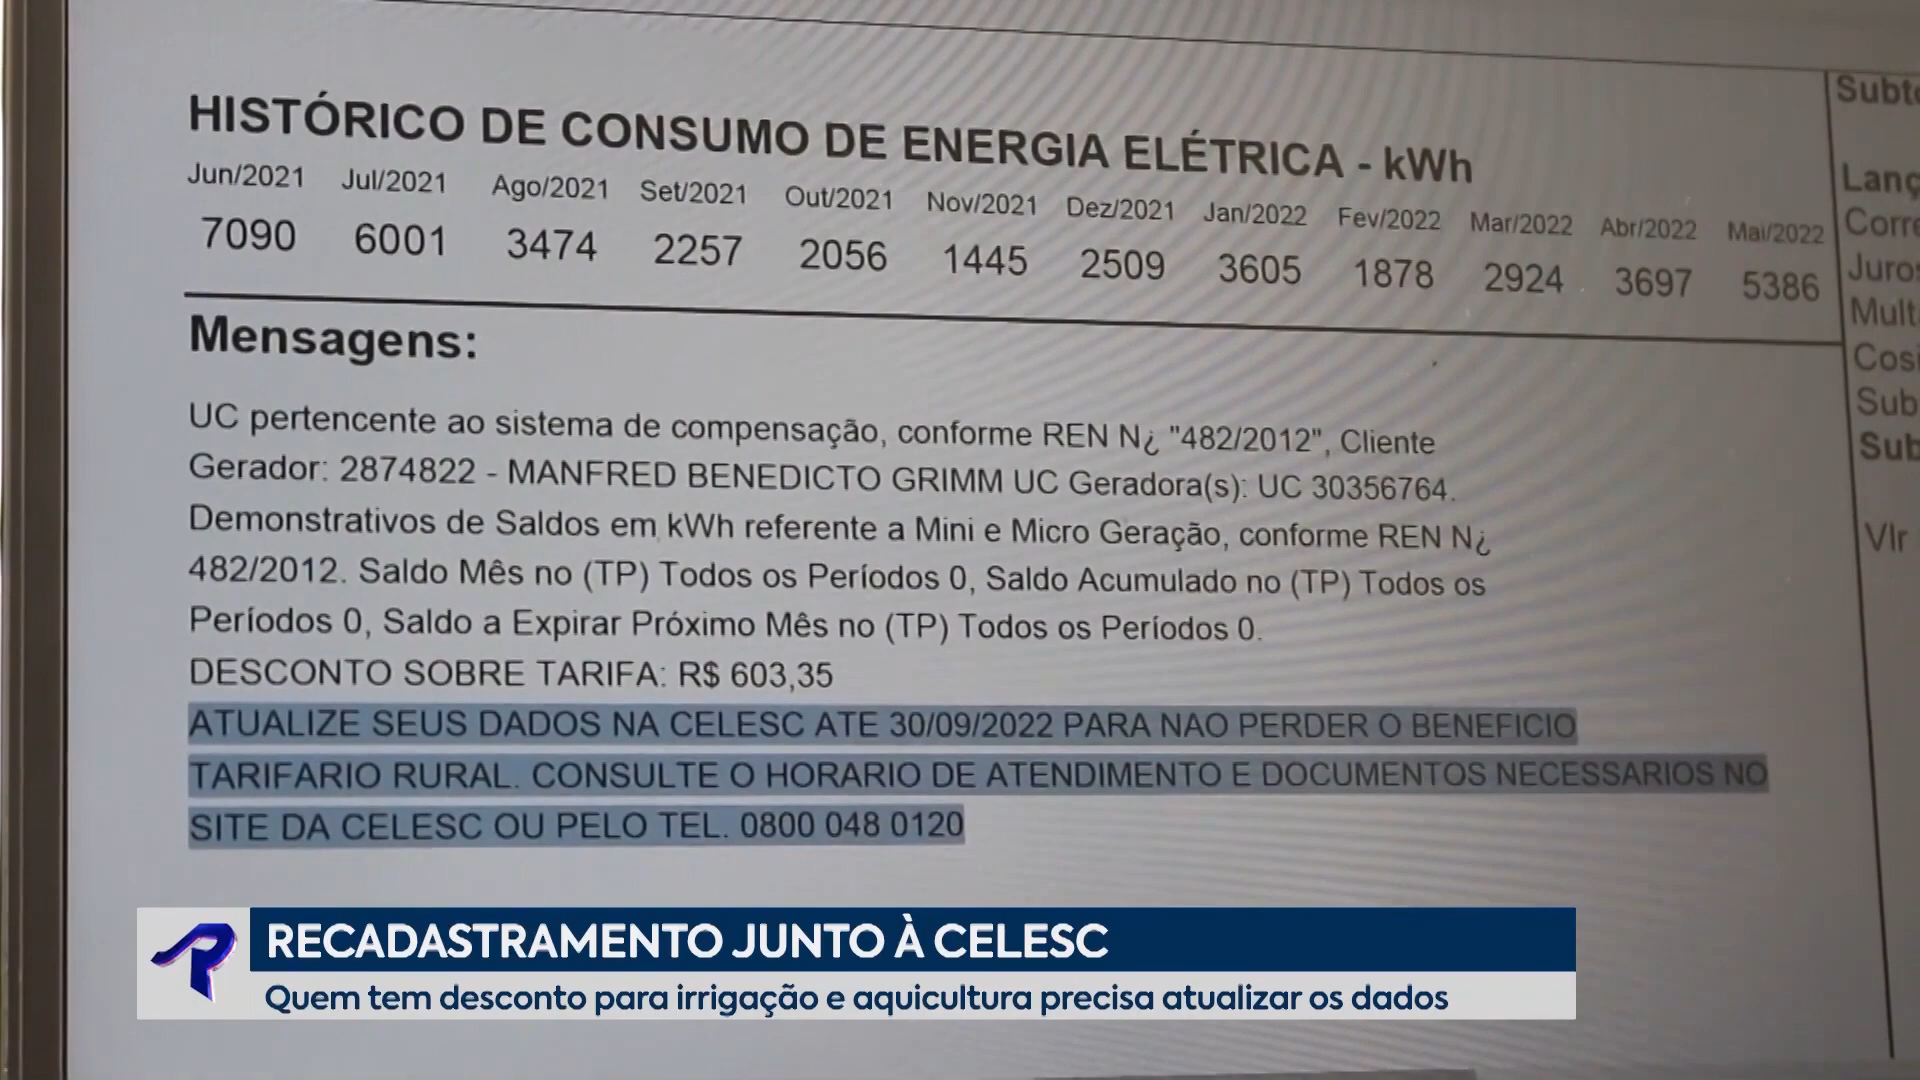 HISTÓRICO DE CONSUMO DE ENERGIA ELÉTRICA - kWh
Jun/2021 Jul/2021 Ago/2021 Set/2021 Out/2021 Nov/2021 Dez/2021 Jan/2022 Fev/2022 Mar/2022 Abr/2022 Mai/2022
7090 6001 3474 2257 2056 1445 2509 3605 1878 2924 3697 5386
Mensagens:
UC pertencente ao sistema de compensação, conforme REN N¿ "482/2012", Cliente
Gerador: 2874822 - MANFRED BENEDICTO GRIMM UC Geradora(s): UC 30356764.
Demonstrativos de Saldos em kWh referente a Mini e Micro Geração, conforme REN N¿
482/2012. Saldo Mês no (TP) Todos os Períodos 0, Saldo Acumulado no (TP) Todos os
Períodos 0, Saldo a Expirar Próximo Mês no (TP) Todos os Períodos 0.
DESCONTO SOBRE TARIFA: R$ 603,35
ATUALIZE SEUS DADOS NA CELESC ATE 30/09/2022 PARA NAO PERDER O BENEFICIO
TARIFARIO RURAL. CONSULTE O HORARIO DE ATENDIMENTO E DOCUMENTOS NECESSARIOS NO
SITE DA CELESC OU PELO TEL. 0800 048 0120
Sub
Sub
Vlr
RECADASTRAMENTO JUNTO À CELESC
Quem tem desconto para irrigação e aquicultura precisa atualizar os dados